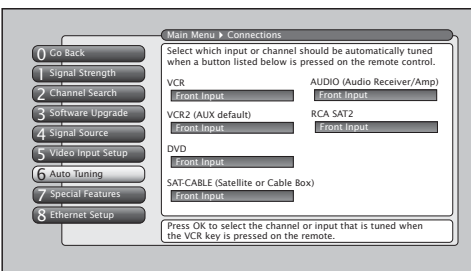 Main Menu ▶ Connections
0 Go Back
1 Signal Strength
2 Channel Search
3 Software Upgrade
4 Signal Source
5 Video Input Setup
6 Auto Tuning
7 Special Features
8 Ethernet Setup
Select which input or channel should be automatically tuned
when a button listed below is pressed on the remote control.
VCR
Front Input
VCR2 (AUX default)
Front Input
DVD
Front Input
SAT-CABLE (Satellite or Cable Box)
Front Input
AUDIO (Audio Receiver/Amp)
Front Input
RCA SAT2
Front Input
Press OK to select the channel or input that is tuned when
the VCR key is pressed on the remote.